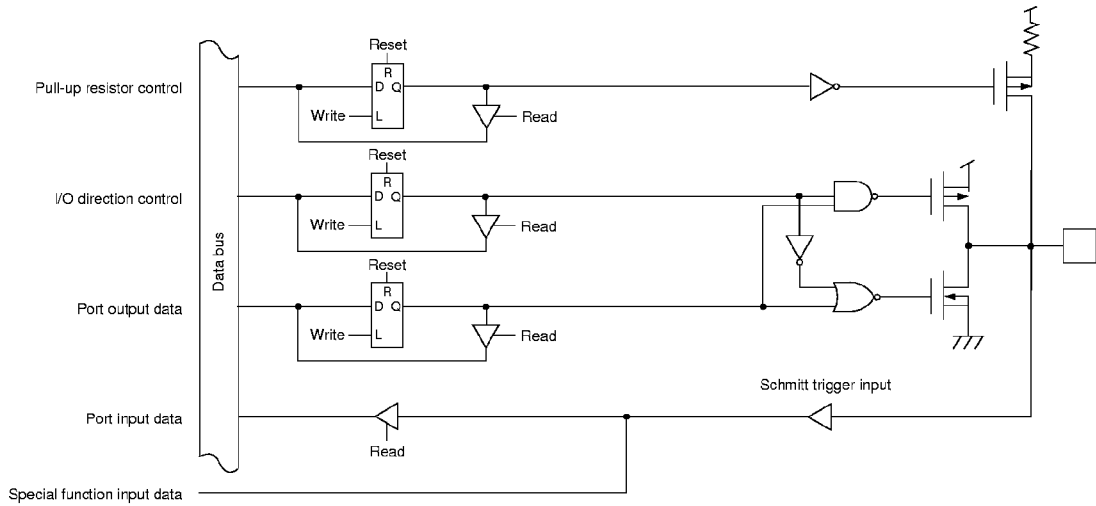 Reset
Pull-up resistor control
R
D Q
Write
L
Read
Reset
R
I/O direction control
D Q
Write
L
Read
Data bus
Reset
R
Port output data
D Q
Write
L
Read
Schmitt trigger input
Port input data
Read
Special function input data